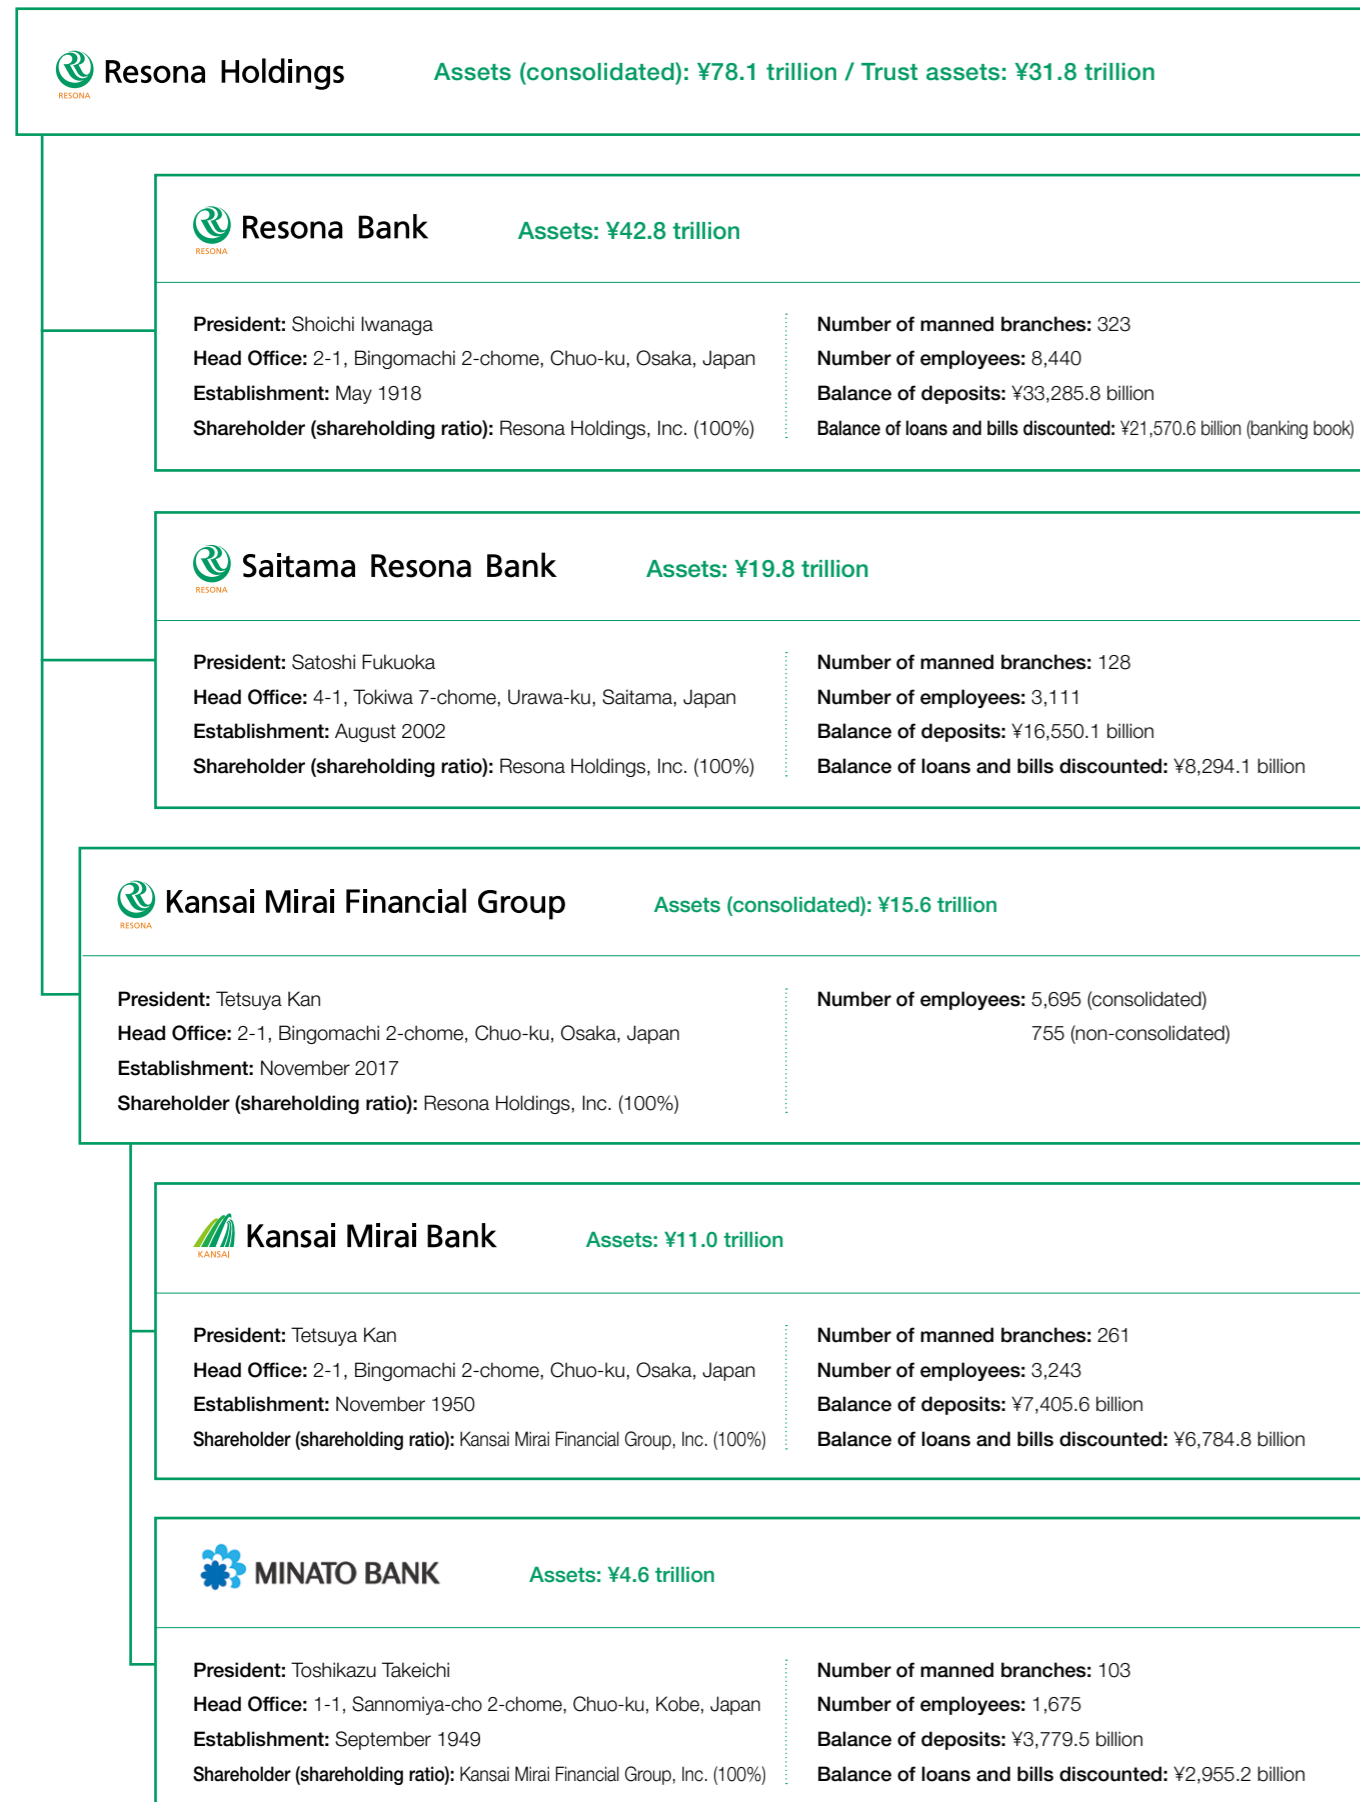 RESONA
Resona Holdings
Assets (consolidated): ¥78.1 trillion / Trust assets: ¥31.8 trillion
RESONA
Resona Bank
Assets: ¥42.8 trillion
President: Shoichi Iwanaga
Head Office: 2-1, Bingomachi 2-chome, Chuo-ku, Osaka, Japan
Establishment: May 1918
Shareholder (shareholding ratio): Resona Holdings, Inc. (100%)
Number of manned branches: 323
Number of employees: 8,440
Balance of deposits: ¥33,285.8 billion
Balance of loans and bills discounted: ¥21,570.6 billion (banking book)
RESONA
Saitama Resona Bank
Assets: ¥19.8 trillion
President: Satoshi Fukuoka
Head Office: 4-1, Tokiwa 7-chome, Urawa-ku, Saitama, Japan
Establishment: August 2002
Shareholder (shareholding ratio): Resona Holdings, Inc. (100%)
Number of manned branches: 128
Number of employees: 3,111
Balance of deposits: ¥16,550.1 billion
Balance of loans and bills discounted: ¥8,294.1 billion
RESONA
Kansai Mirai Financial Group
Assets (consolidated): ¥15.6 trillion
President: Tetsuya Kan
Head Office: 2-1, Bingomachi 2-chome, Chuo-ku, Osaka, Japan
Establishment: November 2017
Shareholder (shareholding ratio): Resona Holdings, Inc. (100%)
Number of employees: 5,695 (consolidated)
755 (non-consolidated)
KANSAI
Kansai Mirai Bank
Assets: ¥11.0 trillion
President: Tetsuya Kan
Head Office: 2-1, Bingomachi 2-chome, Chuo-ku, Osaka, Japan
Establishment: November 1950
Shareholder (shareholding ratio): Kansai Mirai Financial Group, Inc. (100%)
Number of manned branches: 261
Number of employees: 3,243
Balance of deposits: ¥7,405.6 billion
Balance of loans and bills discounted: ¥6,784.8 billion
MINATO BANK
Assets: ¥4.6 trillion
President: Toshikazu Takeichi
Head Office: 1-1, Sannomiya-cho 2-chome, Chuo-ku, Kobe, Japan
Establishment: September 1949
Shareholder (shareholding ratio): Kansai Mirai Financial Group, Inc. (100%)
Number of manned branches: 103
Number of employees: 1,675
Balance of deposits: ¥3,779.5 billion
Balance of loans and bills discounted: ¥2,955.2 billion